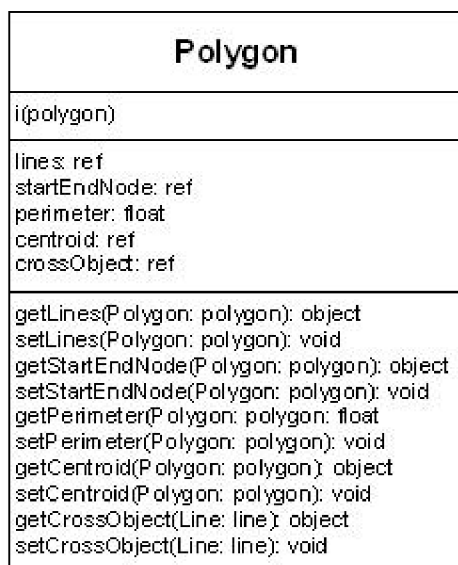 Polygon
i(polygon)
lines: ref
startEndNode: ref
perimeter: float
centroid: ref
crossObject: ref
getLines(Polygon: polygon): object
setLines(Polygon: polygon): void
getStartEndNode(Polygon: polygon): object
setStartEndNode(Polygon: polygon): void
getPerimeter(Polygon: polygon: float
setPerimeter(Polygon: polygon): void
getCentroid(Polygon: polygon): object
setCentroid(Polygon: polygon): void
getCrossObject(Line: line): object
setCrossObject(Line: line): void